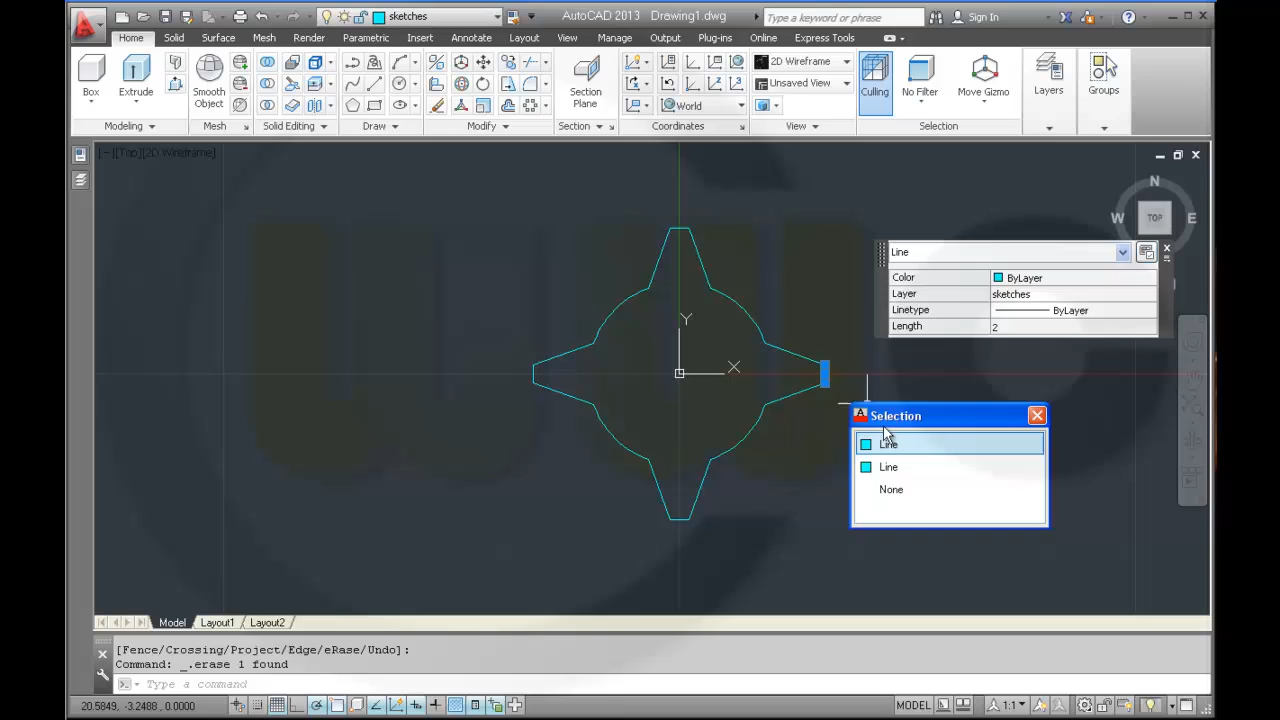 sketches
AutoCAD 2013 Drawing1.dwg
Type a keyword or phrase
Sign In
Home Solid Surface Mesh Render Parametric Insert Annotate Layout View Manage Output Plug-ins Online Express Tools
Box
Extrude
Smooth
Object
Section
Plane
World
2D Wireframe
Unsaved View
Culling
No Filter
Move Gizmo
Layers
Groups
Modeling Mesh Solid Editing Draw Modify Section Coordinates View Selection
[−][Top][2D Wireframe]
N
W TOP E
Line
Color ByLayer
Layer sketches
Linetype ByLayer
Length 2
Y
X
Selection
Line
Line
None
Model Layout1 Layout2
[Fence/Crossing/Project/Edge/eRase/Undo]:
Command: _.erase 1 found
Type a command
20.5849, -3.2488, 0.0000
MODEL
1:1